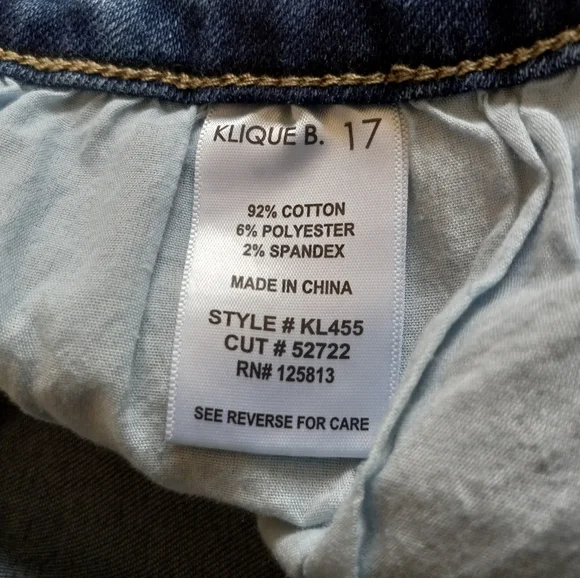 KLIQUE B. 17
92% COTTON
6% POLYESTER
2% SPANDEX
MADE IN CHINA
STYLE # KL455
CUT # 52722
RN# 125813
SEE REVERSE FOR CARE